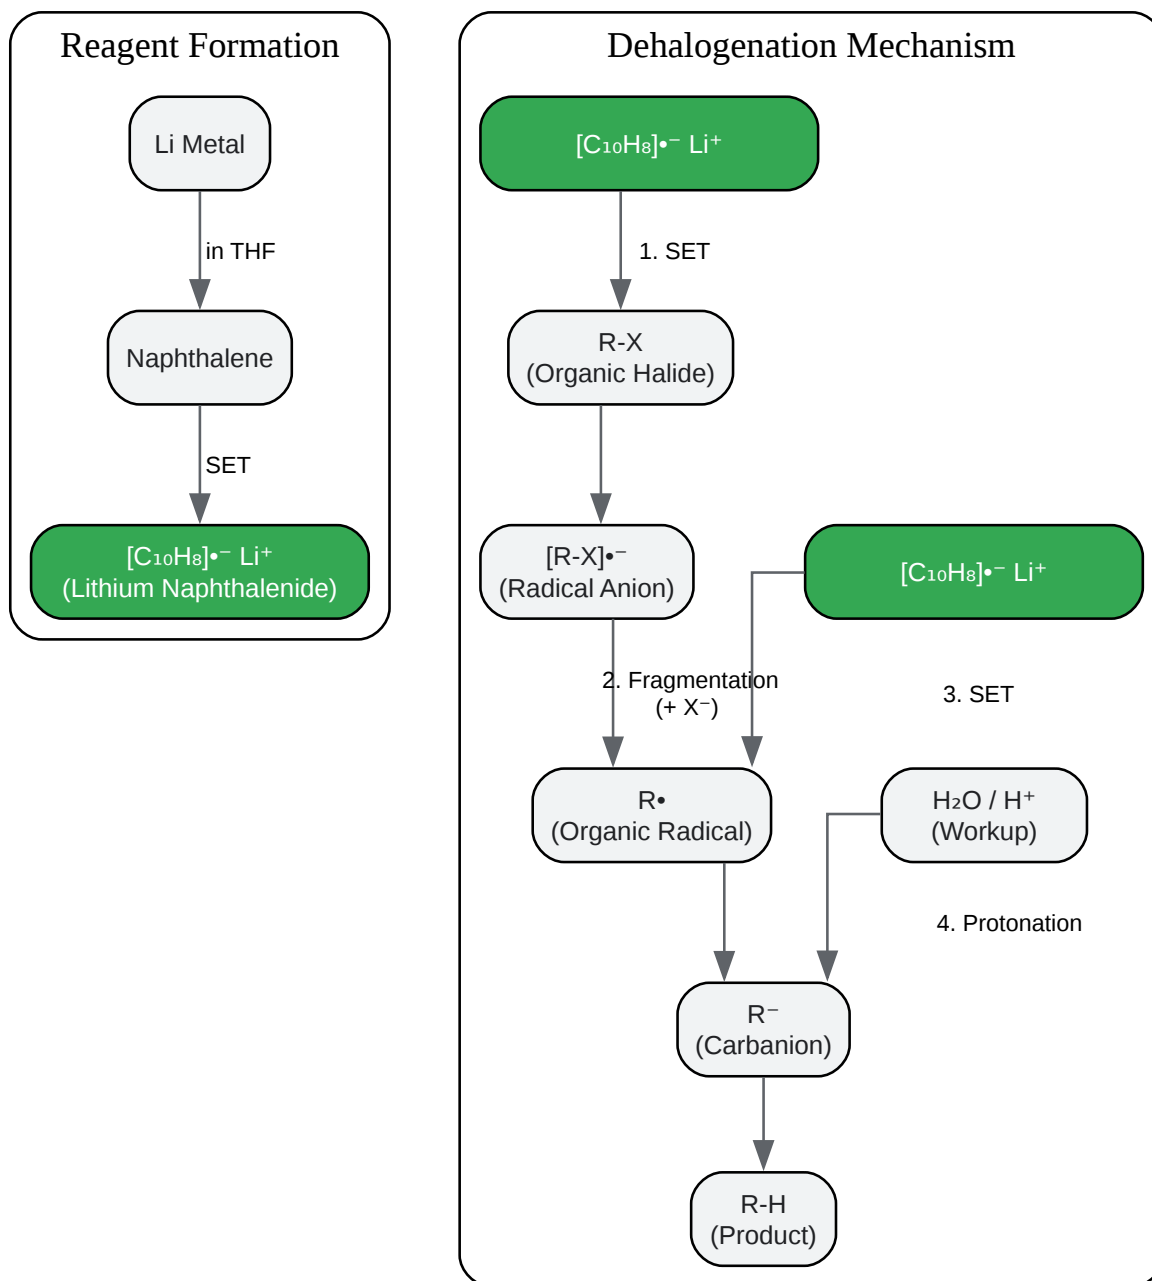 Reagent Formation
Li Metal
in THF
Naphthalene
SET
[C₁₀H₈]•⁻ Li⁺
(Lithium Naphthalenide)
Dehalogenation Mechanism
[C₁₀H₈]•⁻ Li⁺
1. SET
R-X
(Organic Halide)
[R-X]•⁻
(Radical Anion)
[C₁₀H₈]•⁻ Li⁺
2. Fragmentation
(+ X⁻)
3. SET
R•
(Organic Radical)
H₂O / H⁺
(Workup)
4. Protonation
R⁻
(Carbanion)
R-H
(Product)